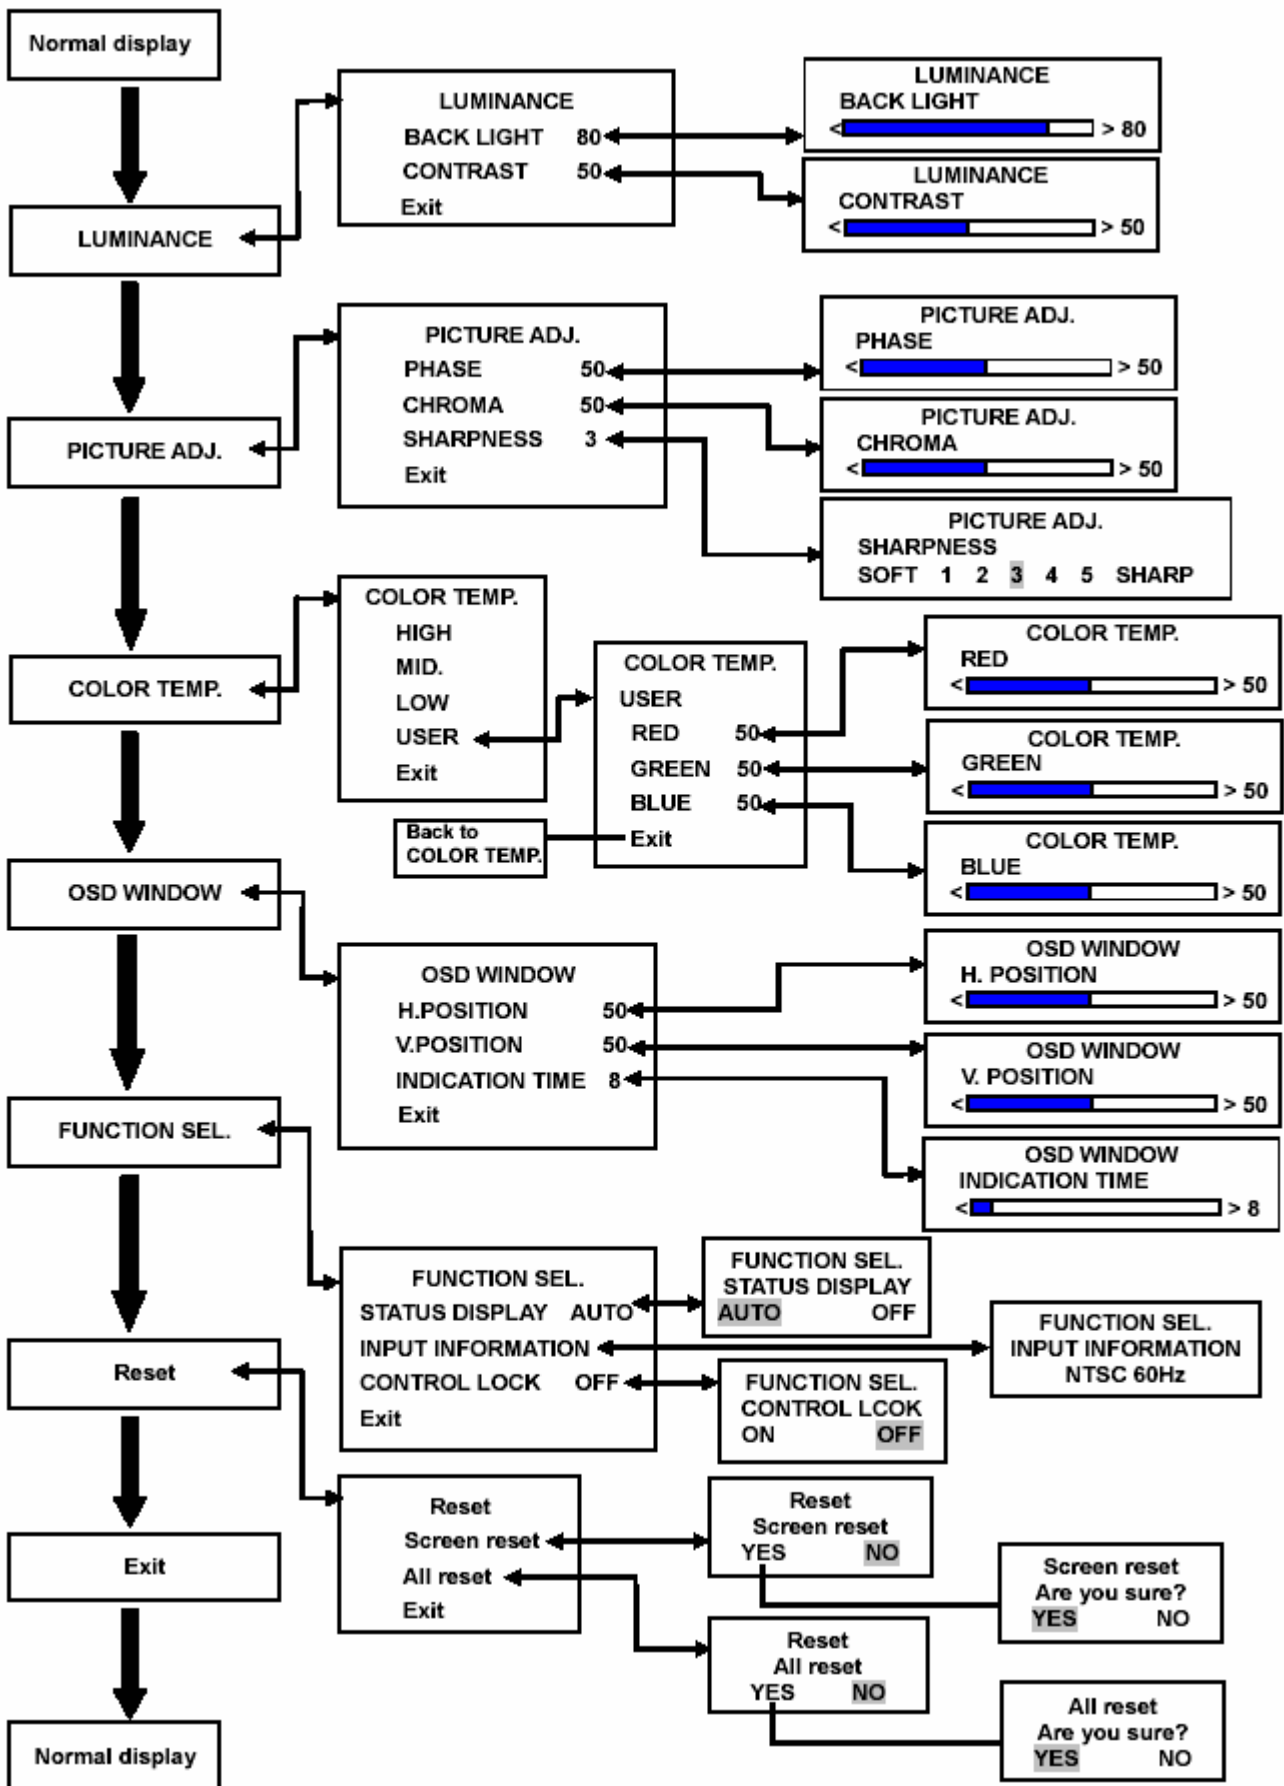 Normal display
LUMINANCE
BACK LIGHT 80
CONTRAST 50
Exit
LUMINANCE
BACK LIGHT
< > 80
LUMINANCE
CONTRAST
< > 50
LUMINANCE
PICTURE ADJ.
PHASE 50
CHROMA 50
SHARPNESS 3
Exit
PICTURE ADJ.
PHASE
< > 50
PICTURE ADJ.
CHROMA
< > 50
PICTURE ADJ.
SHARPNESS
SOFT 1 2 3 4 5 SHARP
PICTURE ADJ.
COLOR TEMP.
HIGH
MID.
LOW
USER
Exit
COLOR TEMP.
USER
RED 50
GREEN 50
BLUE 50
Exit
Back to
COLOR TEMP.
COLOR TEMP.
RED
< > 50
COLOR TEMP.
GREEN
< > 50
COLOR TEMP.
BLUE
< > 50
COLOR TEMP.
OSD WINDOW
OSD WINDOW
H.POSITION 50
V.POSITION 50
INDICATION TIME 8
Exit
OSD WINDOW
H. POSITION
< > 50
OSD WINDOW
V. POSITION
< > 50
OSD WINDOW
INDICATION TIME
< > 8
FUNCTION SEL.
FUNCTION SEL.
STATUS DISPLAY AUTO
INPUT INFORMATION
CONTROL LOCK OFF
Exit
FUNCTION SEL.
STATUS DISPLAY
AUTO OFF
FUNCTION SEL.
INPUT INFORMATION
NTSC 60Hz
FUNCTION SEL.
CONTROL LCOK
ON OFF
Reset
Reset
Screen reset
All reset
Exit
Reset
Screen reset
YES NO
Screen reset
Are you sure?
YES NO
Reset
All reset
YES NO
All reset
Are you sure?
YES NO
Exit
Normal display